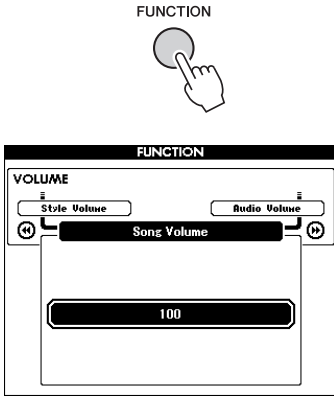 FUNCTION
FUNCTION
VOLUME
Style Volume Audio Volume
Song Volume
100